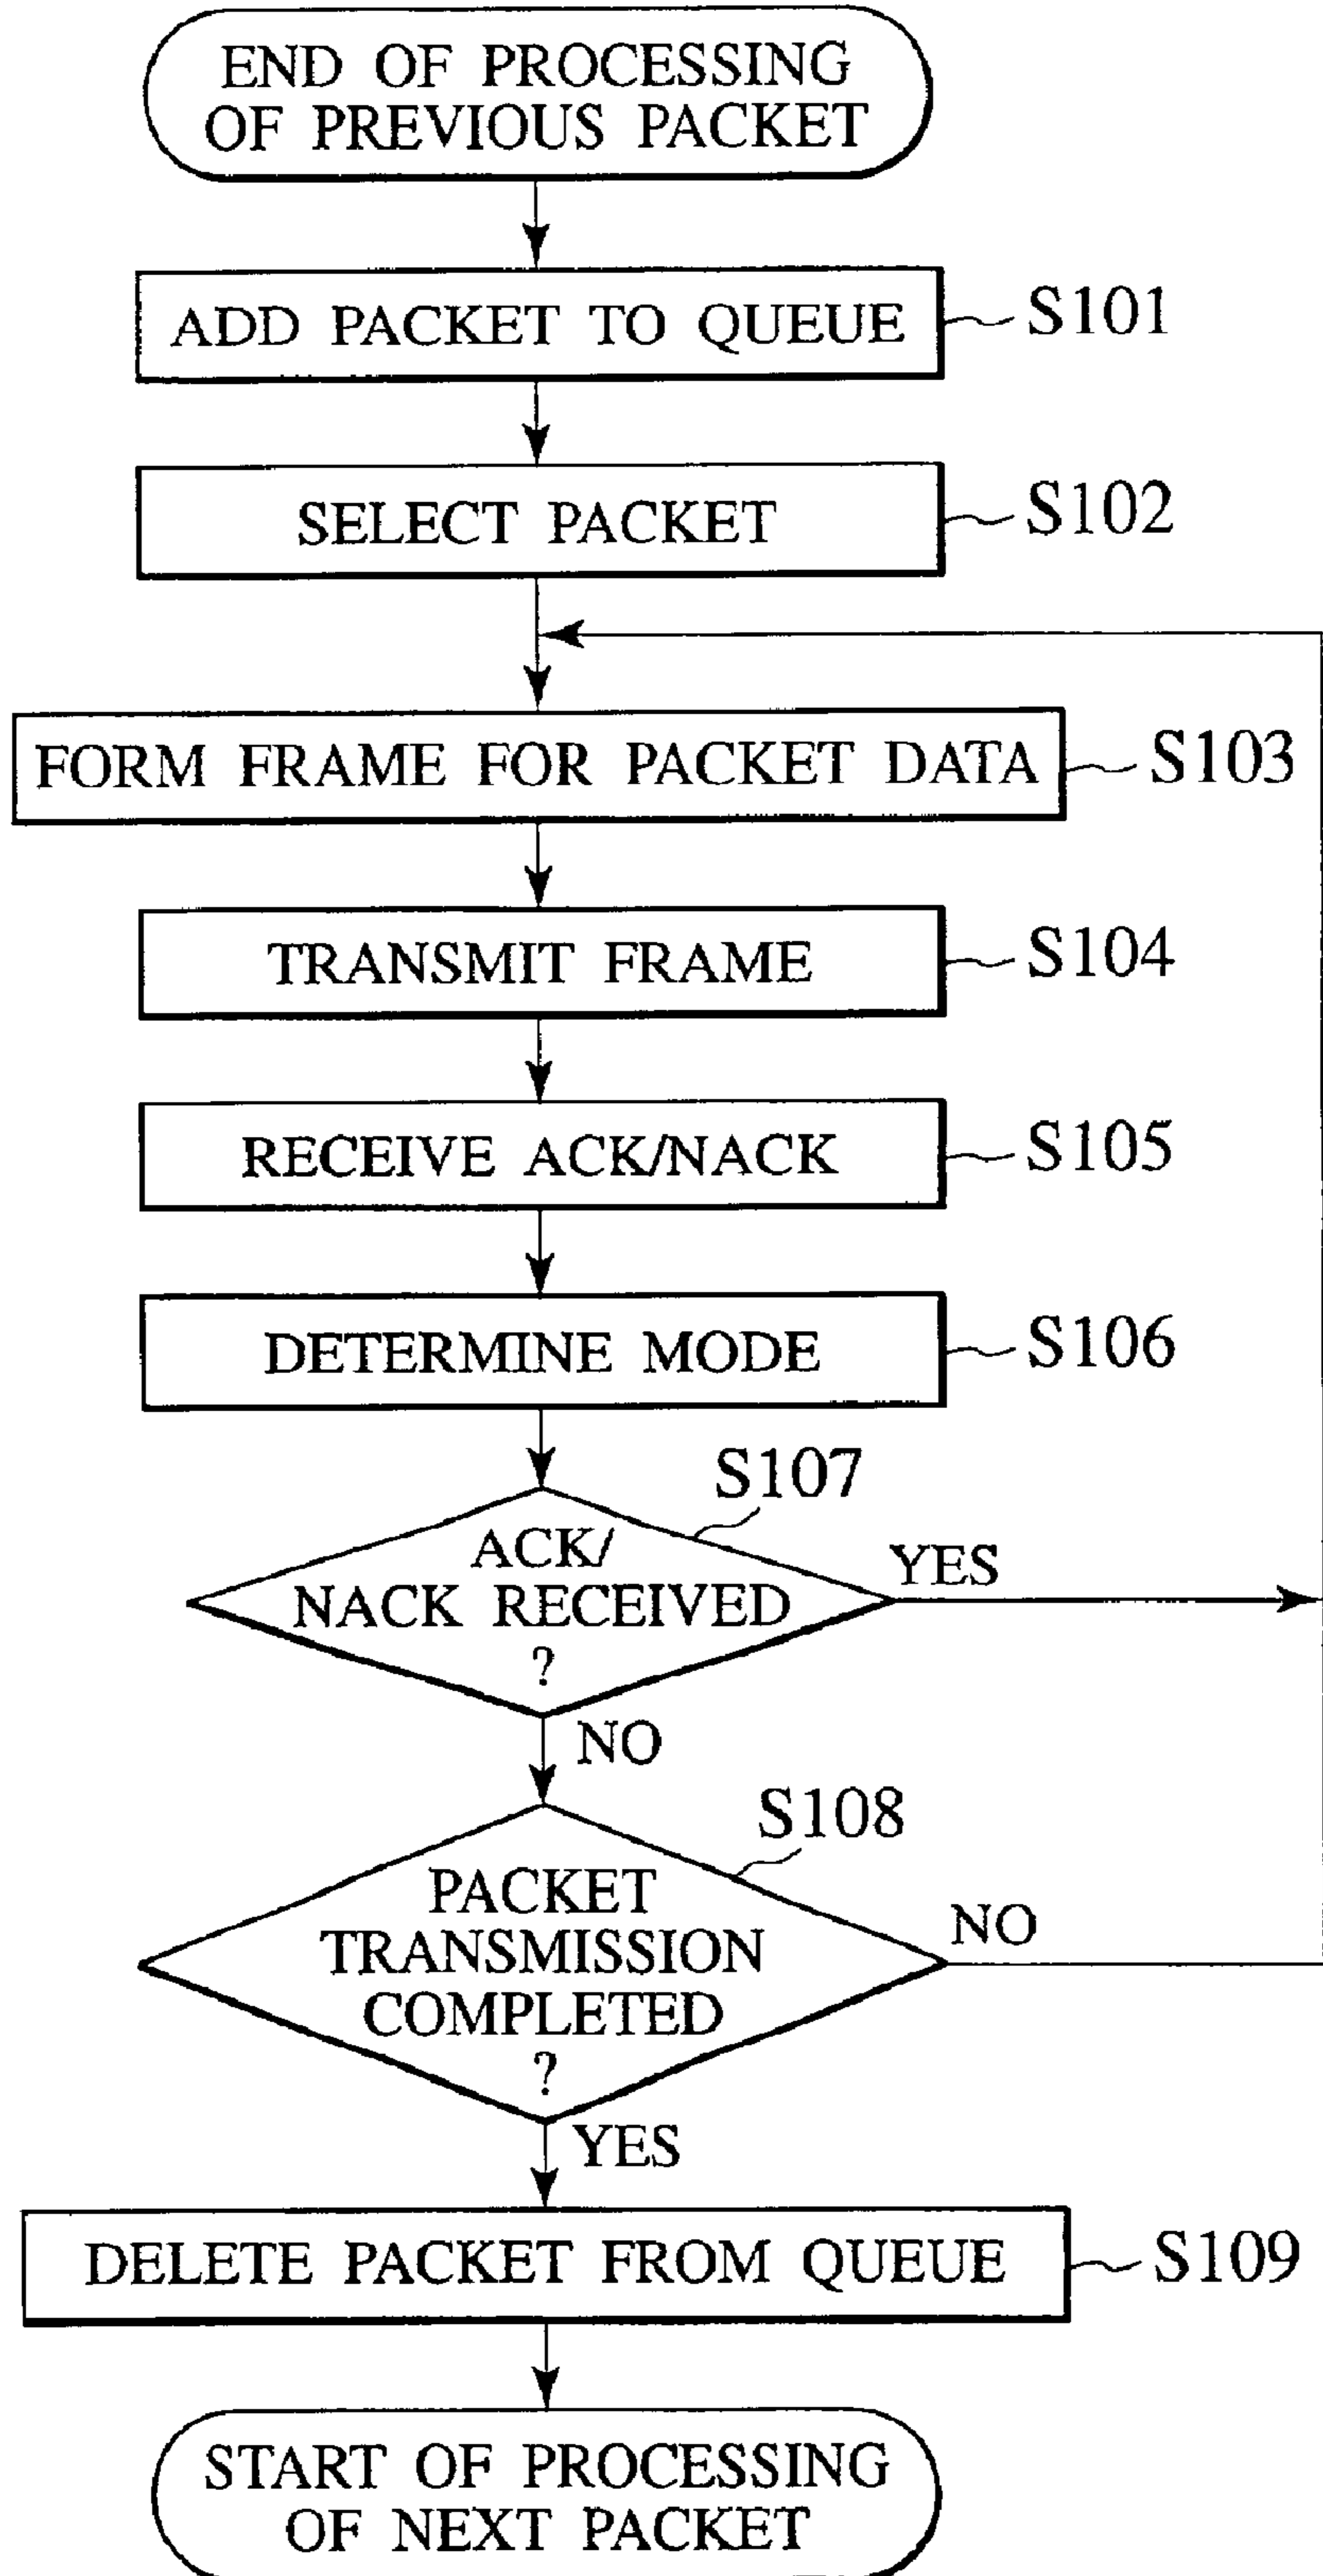 END OF PROCESSING
OF PREVIOUS PACKET
ADD PACKET TO QUEUE
S101
SELECT PACKET
S102
FORM FRAME FOR PACKET DATA
S103
TRANSMIT FRAME
S104
RECEIVE ACK/NACK
S105
DETERMINE MODE
S106
S107
ACK/
NACK RECEIVED
?
YES
NO
S108
PACKET
TRANSMISSION
COMPLETED
?
NO
YES
DELETE PACKET FROM QUEUE
S109
START OF PROCESSING
OF NEXT PACKET